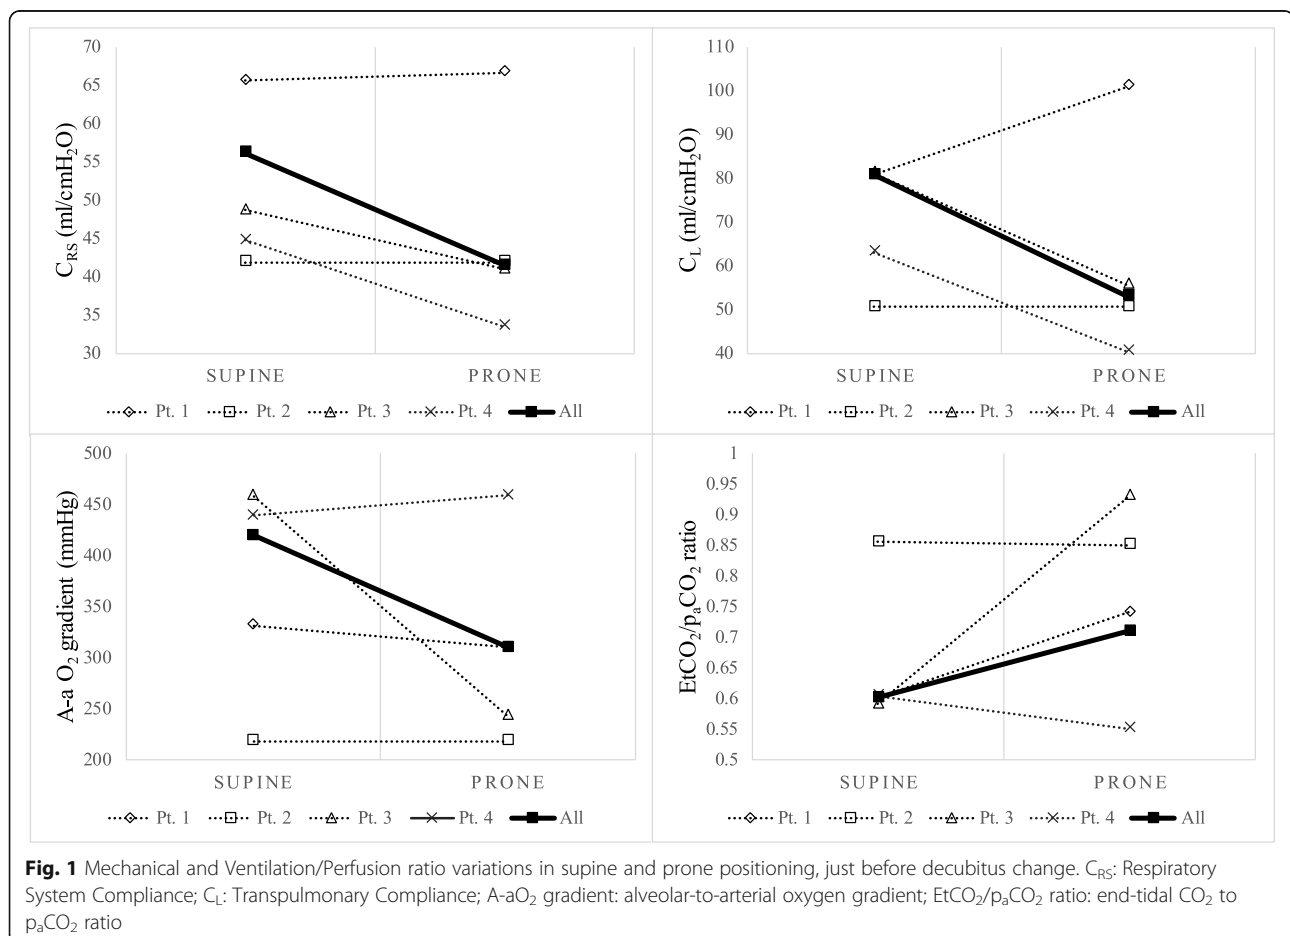 70
65
60
55
50
45
40
35
30
C_RS (ml/cmH₂O)
SUPINE PRONE
Pt. 1 Pt. 2 Pt. 3 Pt. 4 All
110
100
90
80
70
60
50
40
C_L (ml/cmH₂O)
SUPINE PRONE
Pt. 1 Pt. 2 Pt. 3 Pt. 4 All
500
450
400
350
300
250
200
A-a O₂ gradient (mmHg)
SUPINE PRONE
Pt. 1 Pt. 2 Pt. 3 Pt. 4 All
1
0.95
0.9
0.85
0.8
0.75
0.7
0.65
0.6
0.55
0.5
EtCO₂/pₐCO₂ ratio
SUPINE PRONE
Pt. 1 Pt. 2 Pt. 3 Pt. 4 All
Fig. 1 Mechanical and Ventilation/Perfusion ratio variations in supine and prone positioning, just before decubitus change. C_RS: Respiratory
System Compliance; C_L: Transpulmonary Compliance; A-aO₂ gradient: alveolar-to-arterial oxygen gradient; EtCO₂/pₐCO₂ ratio: end-tidal CO₂ to
pₐCO₂ ratio